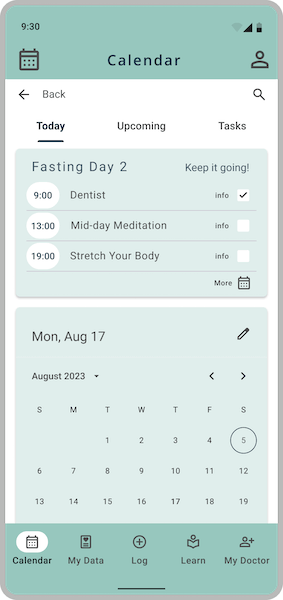 9:30
Calendar
Back
Today Upcoming Tasks
Fasting Day 2 Keep it going!
9:00 Dentist info
13:00 Mid-day Meditation info
19:00 Stretch Your Body info
More
Mon, Aug 17
August 2023
S M T W T F S
1 2 3 4 5
6 7 8 9 10 11 12
13 14 15 16 17 18 19
Calendar My Data Log Learn My Doctor